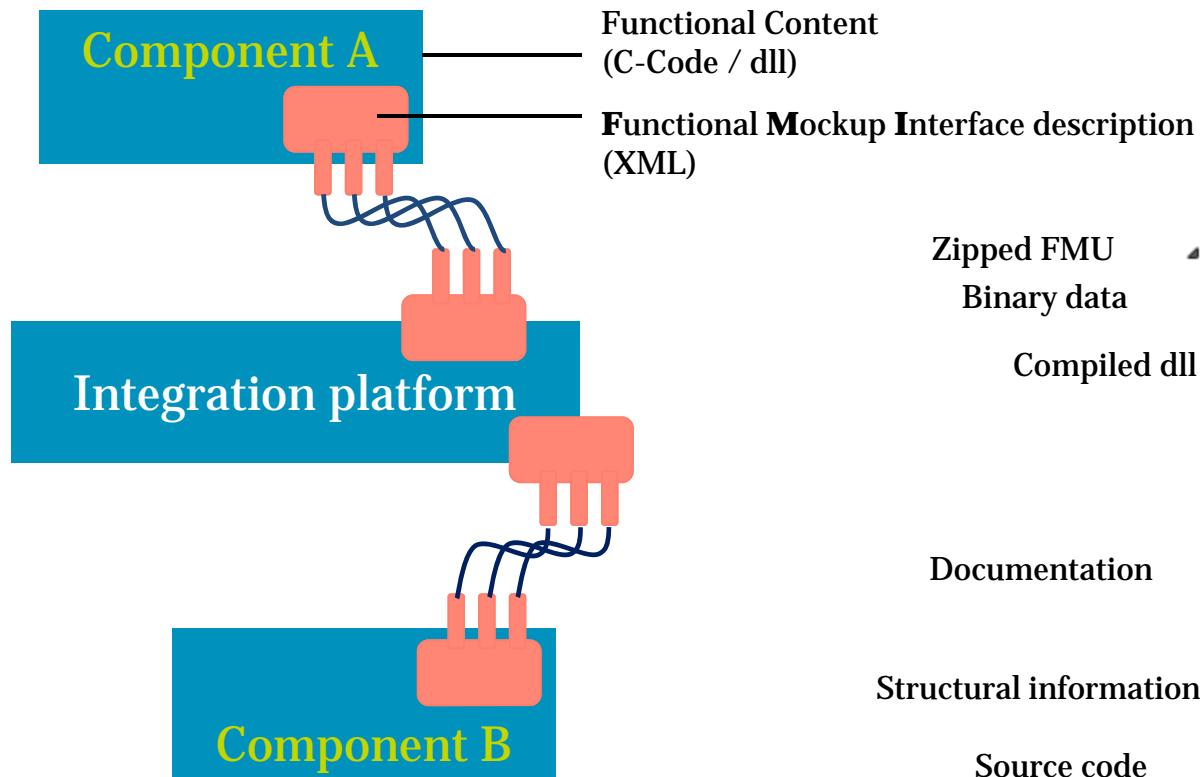 Component A
Functional Content
(C-Code / dll)
Functional Mockup Interface description
(XML)
Zipped FMU
Binary data
Compiled dll
Integration platform
Documentation
Structural information
Component B
Source code